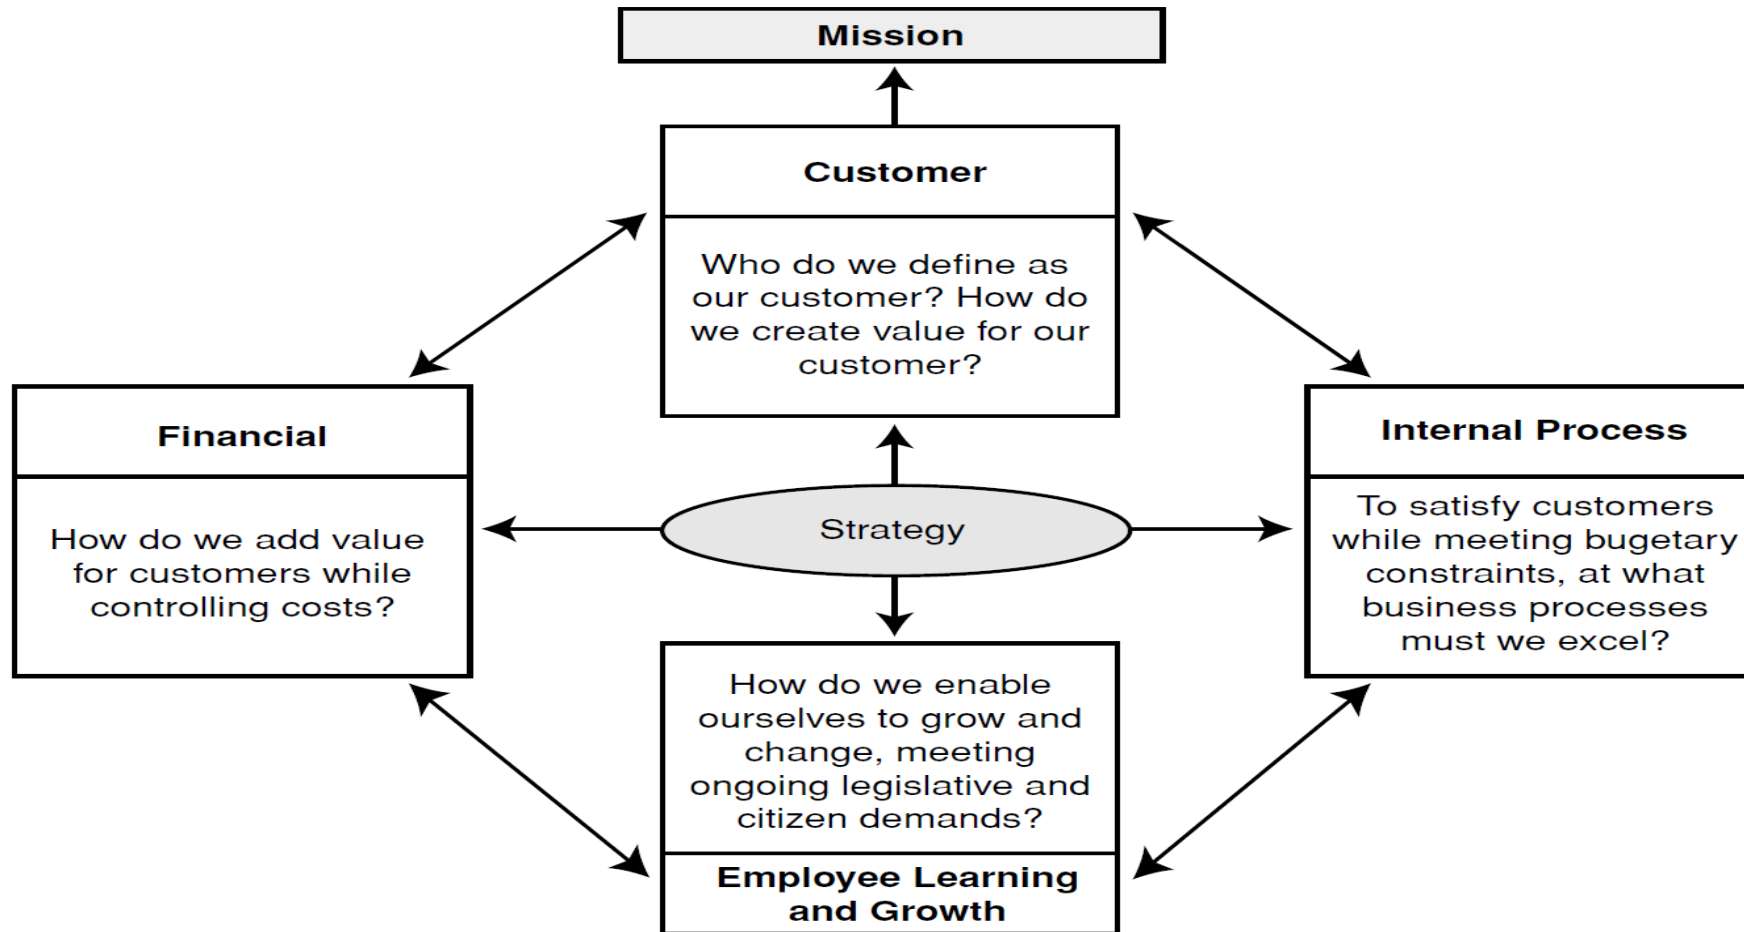 Mission
Customer
Who do we define as
our customer? How do
we create value for our
customer?
Financial
How do we add value
for customers while
controlling costs?
Strategy
Internal Process
To satisfy customers
while meeting bugetary
constraints, at what
business processes
must we excel?
How do we enable
ourselves to grow and
change, meeting
ongoing legislative and
citizen demands?
Employee Learning
and Growth